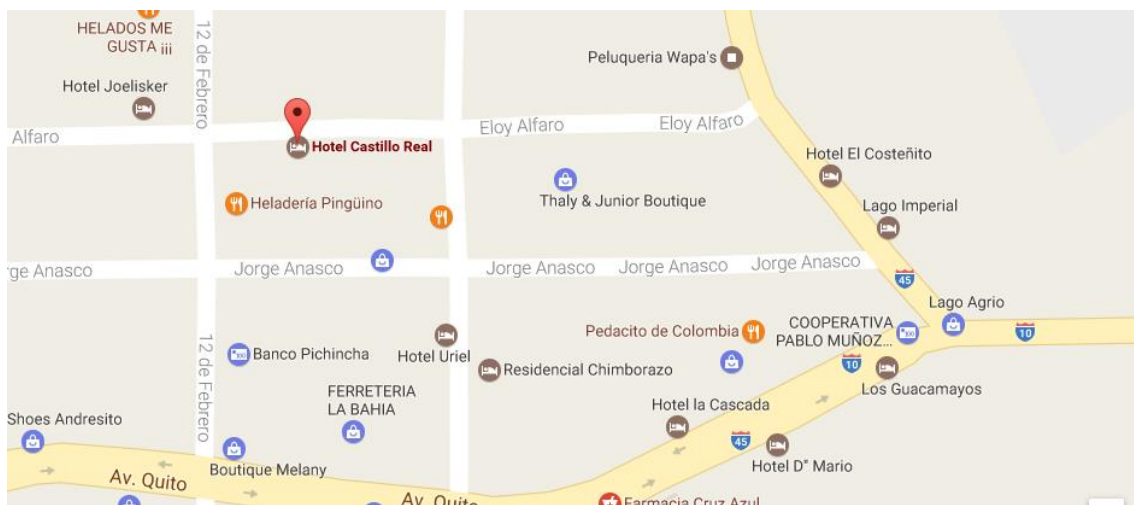 HELADOS ME
GUSTA iii
12 de Febrero
Peluqueria Wapa's
Hotel Joelisker
Alfaro
Eloy Alfaro
Eloy Alfaro
Hotel Castillo Real
Hotel El Costeñito
Heladería Pingüino
Thaly & Junior Boutique
Lago Imperial
rge Anasco
Jorge Anasco
Jorge Anasco
Jorge Anasco
Jorge Anasco
45
Lago Agrio
12 de Febrero
Pedacito de Colombia
COOPERATIVA
PABLO MUÑOZ...
10
Banco Pichincha
Hotel Uriel
Residencial Chimborazo
10
Los Guacamayos
FERRETERIA
LA BAHIA
Hotel la Cascada
Shoes Andresito
45
Boutique Melany
Hotel D" Mario
Av. Quito
Av. Quito
Farmacia Cruz Azul